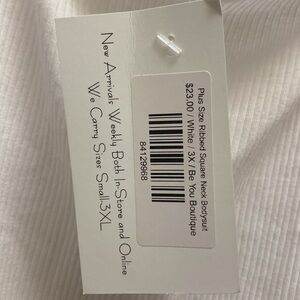 New Arrivals Weekly Both In-Store and Online
We Carry Sizes Small-3XL
Plus Size Ribbed Square Neck Bodysuit
$23.00 / White / 3X / Be You Boutique
84129968